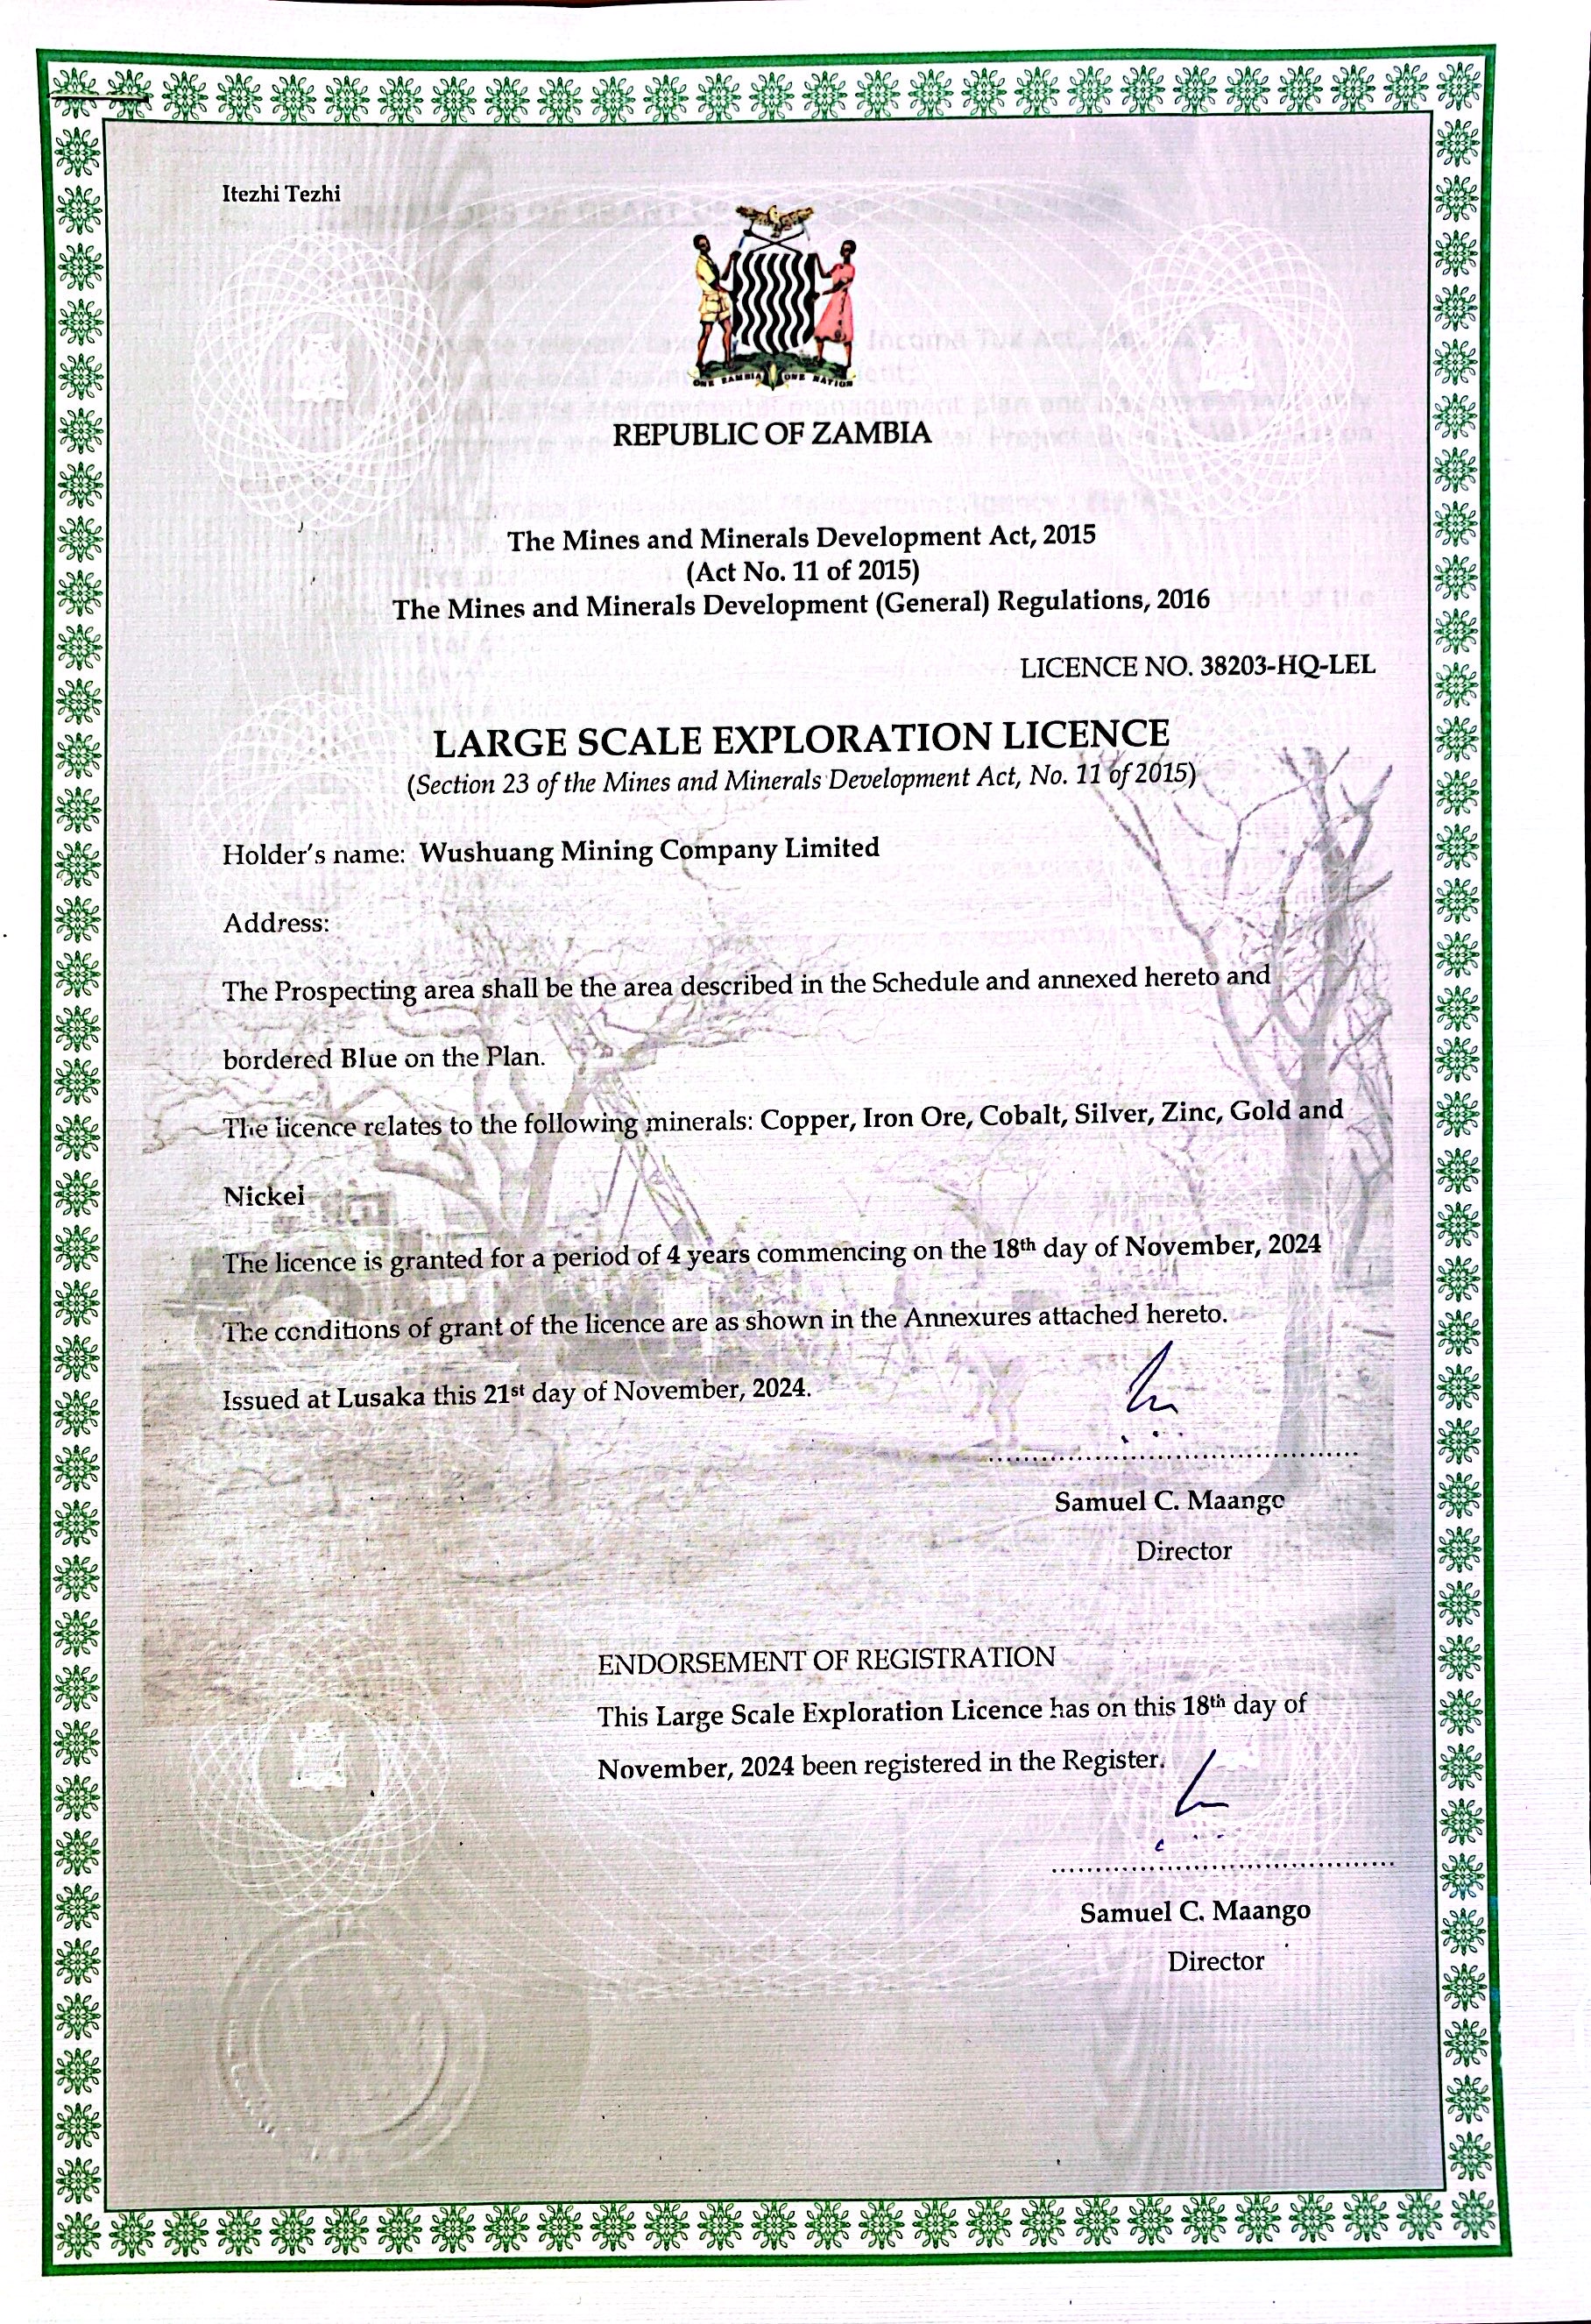 Itezhi Tezhi
ONE ZAMBIA ONE NATION
REPUBLIC OF ZAMBIA
The Mines and Minerals Development Act, 2015
(Act No. 11 of 2015)
The Mines and Minerals Development (General) Regulations, 2016
LICENCE NO. 38203-HQ-LEL
LARGE SCALE EXPLORATION LICENCE
(Section 23 of the Mines and Minerals Development Act, No. 11 of 2015)
Holder's name: Wushuang Mining Company Limited
Address:
The Prospecting area shall be the area described in the Schedule and annexed hereto and
bordered Blue on the Plan.
The licence relates to the following minerals: Copper, Iron Ore, Cobalt, Silver, Zinc, Gold and
Nickel
The licence is granted for a period of 4 years commencing on the 18th day of November, 2024
The conditions of grant of the licence are as shown in the Annexures attached hereto.
Issued at Lusaka this 21st day of November, 2024.
Samuel C. Maango
Director
ENDORSEMENT OF REGISTRATION
This Large Scale Exploration Licence has on this 18th day of
November, 2024 been registered in the Register.
Samuel C. Maango
Director